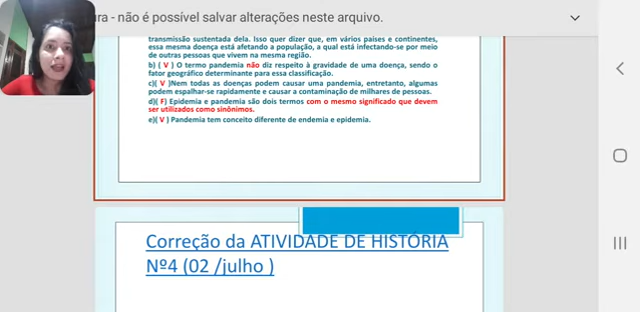 ura - não é possível salvar alterações neste arquivo.
transmissão sustentada dela. Isso quer dizer que, em vários países e continentes,
essa mesma doença está afetando a população, a qual está infectando-se por meio
de outras pessoas que vivem na mesma região.
b) ( V ) O termo pandemia não diz respeito à gravidade de uma doença, sendo o
fator geográfico determinante para essa classificação.
c)( V )Nem todas as doenças podem causar uma pandemia, entretanto, algumas
podem espalhar-se rapidamente e causar a contaminação de milhares de pessoas.
d)( F) Epidemia e pandemia são dois termos com o mesmo significado que devem
ser utilizados como sinônimos.
e)( V ) Pandemia tem conceito diferente de endemia e epidemia.
Correção da ATIVIDADE DE HISTÓRIA
Nº4 (02 /julho )